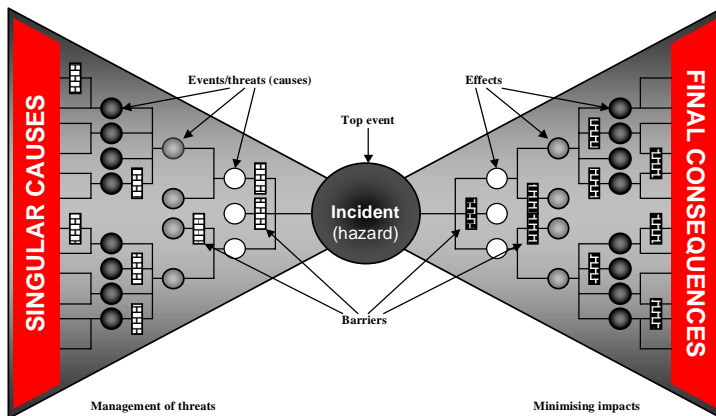 SINGULAR CAUSES
Events/threats (causes)
Top event
Effects
FINAL CONSEQUENCES
Incident
(hazard)
Barriers
Management of threats
Minimising impacts